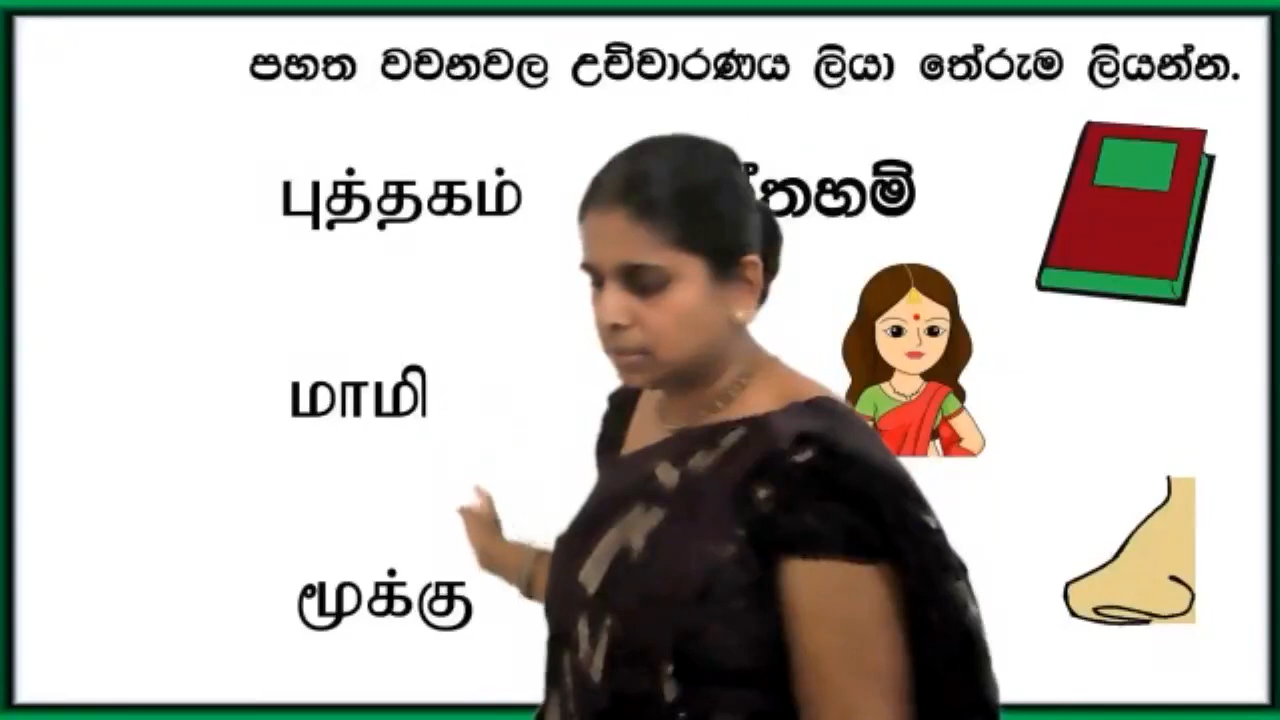 පහත වචනවල උච්චාරණය ලියා තේරුම ලියන්න.
புத்தகம்
மாமி
மூக்கு